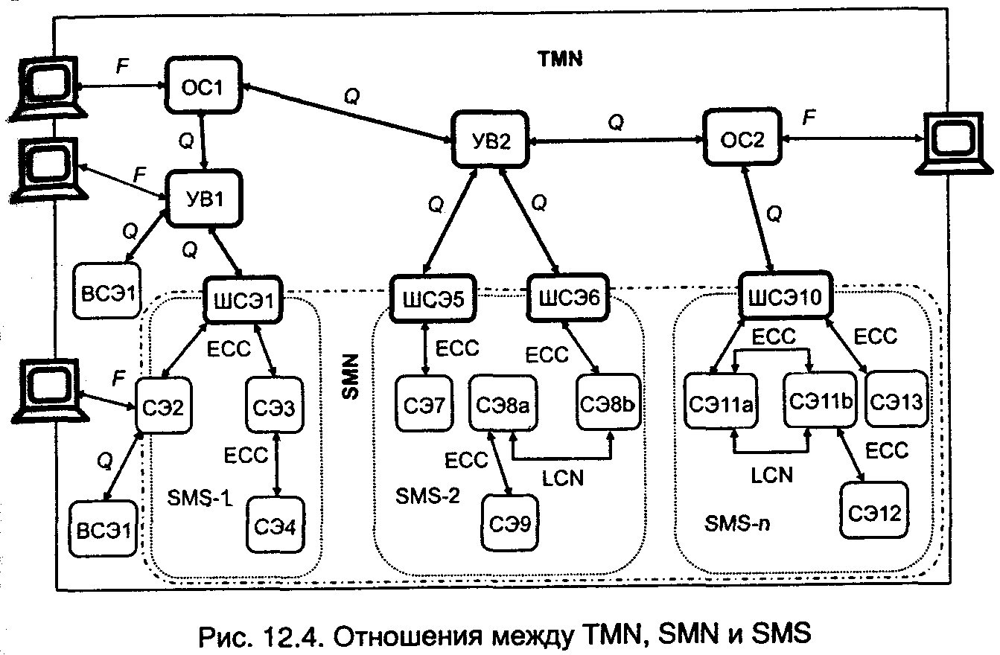 TMN
F
ОС1
Q
Q
УВ2
Q
ОС2
F
F
УВ1
Q
Q
Q
Q
Q
ВСЭ1
ШСЭ1
ШСЭ5
ШСЭ6
ШСЭ10
ECC
SMN
ECC
ECC
ECC
ECC
F
СЭ2
СЭ3
СЭ7
СЭ8a
СЭ8b
СЭ11a
СЭ11b
СЭ13
Q
ECC
ECC
LCN
LCN
ECC
SMS-1
SMS-2
SMS-n
ВСЭ1
СЭ4
СЭ9
СЭ12
Рис. 12.4. Отношения между TMN, SMN и SMS